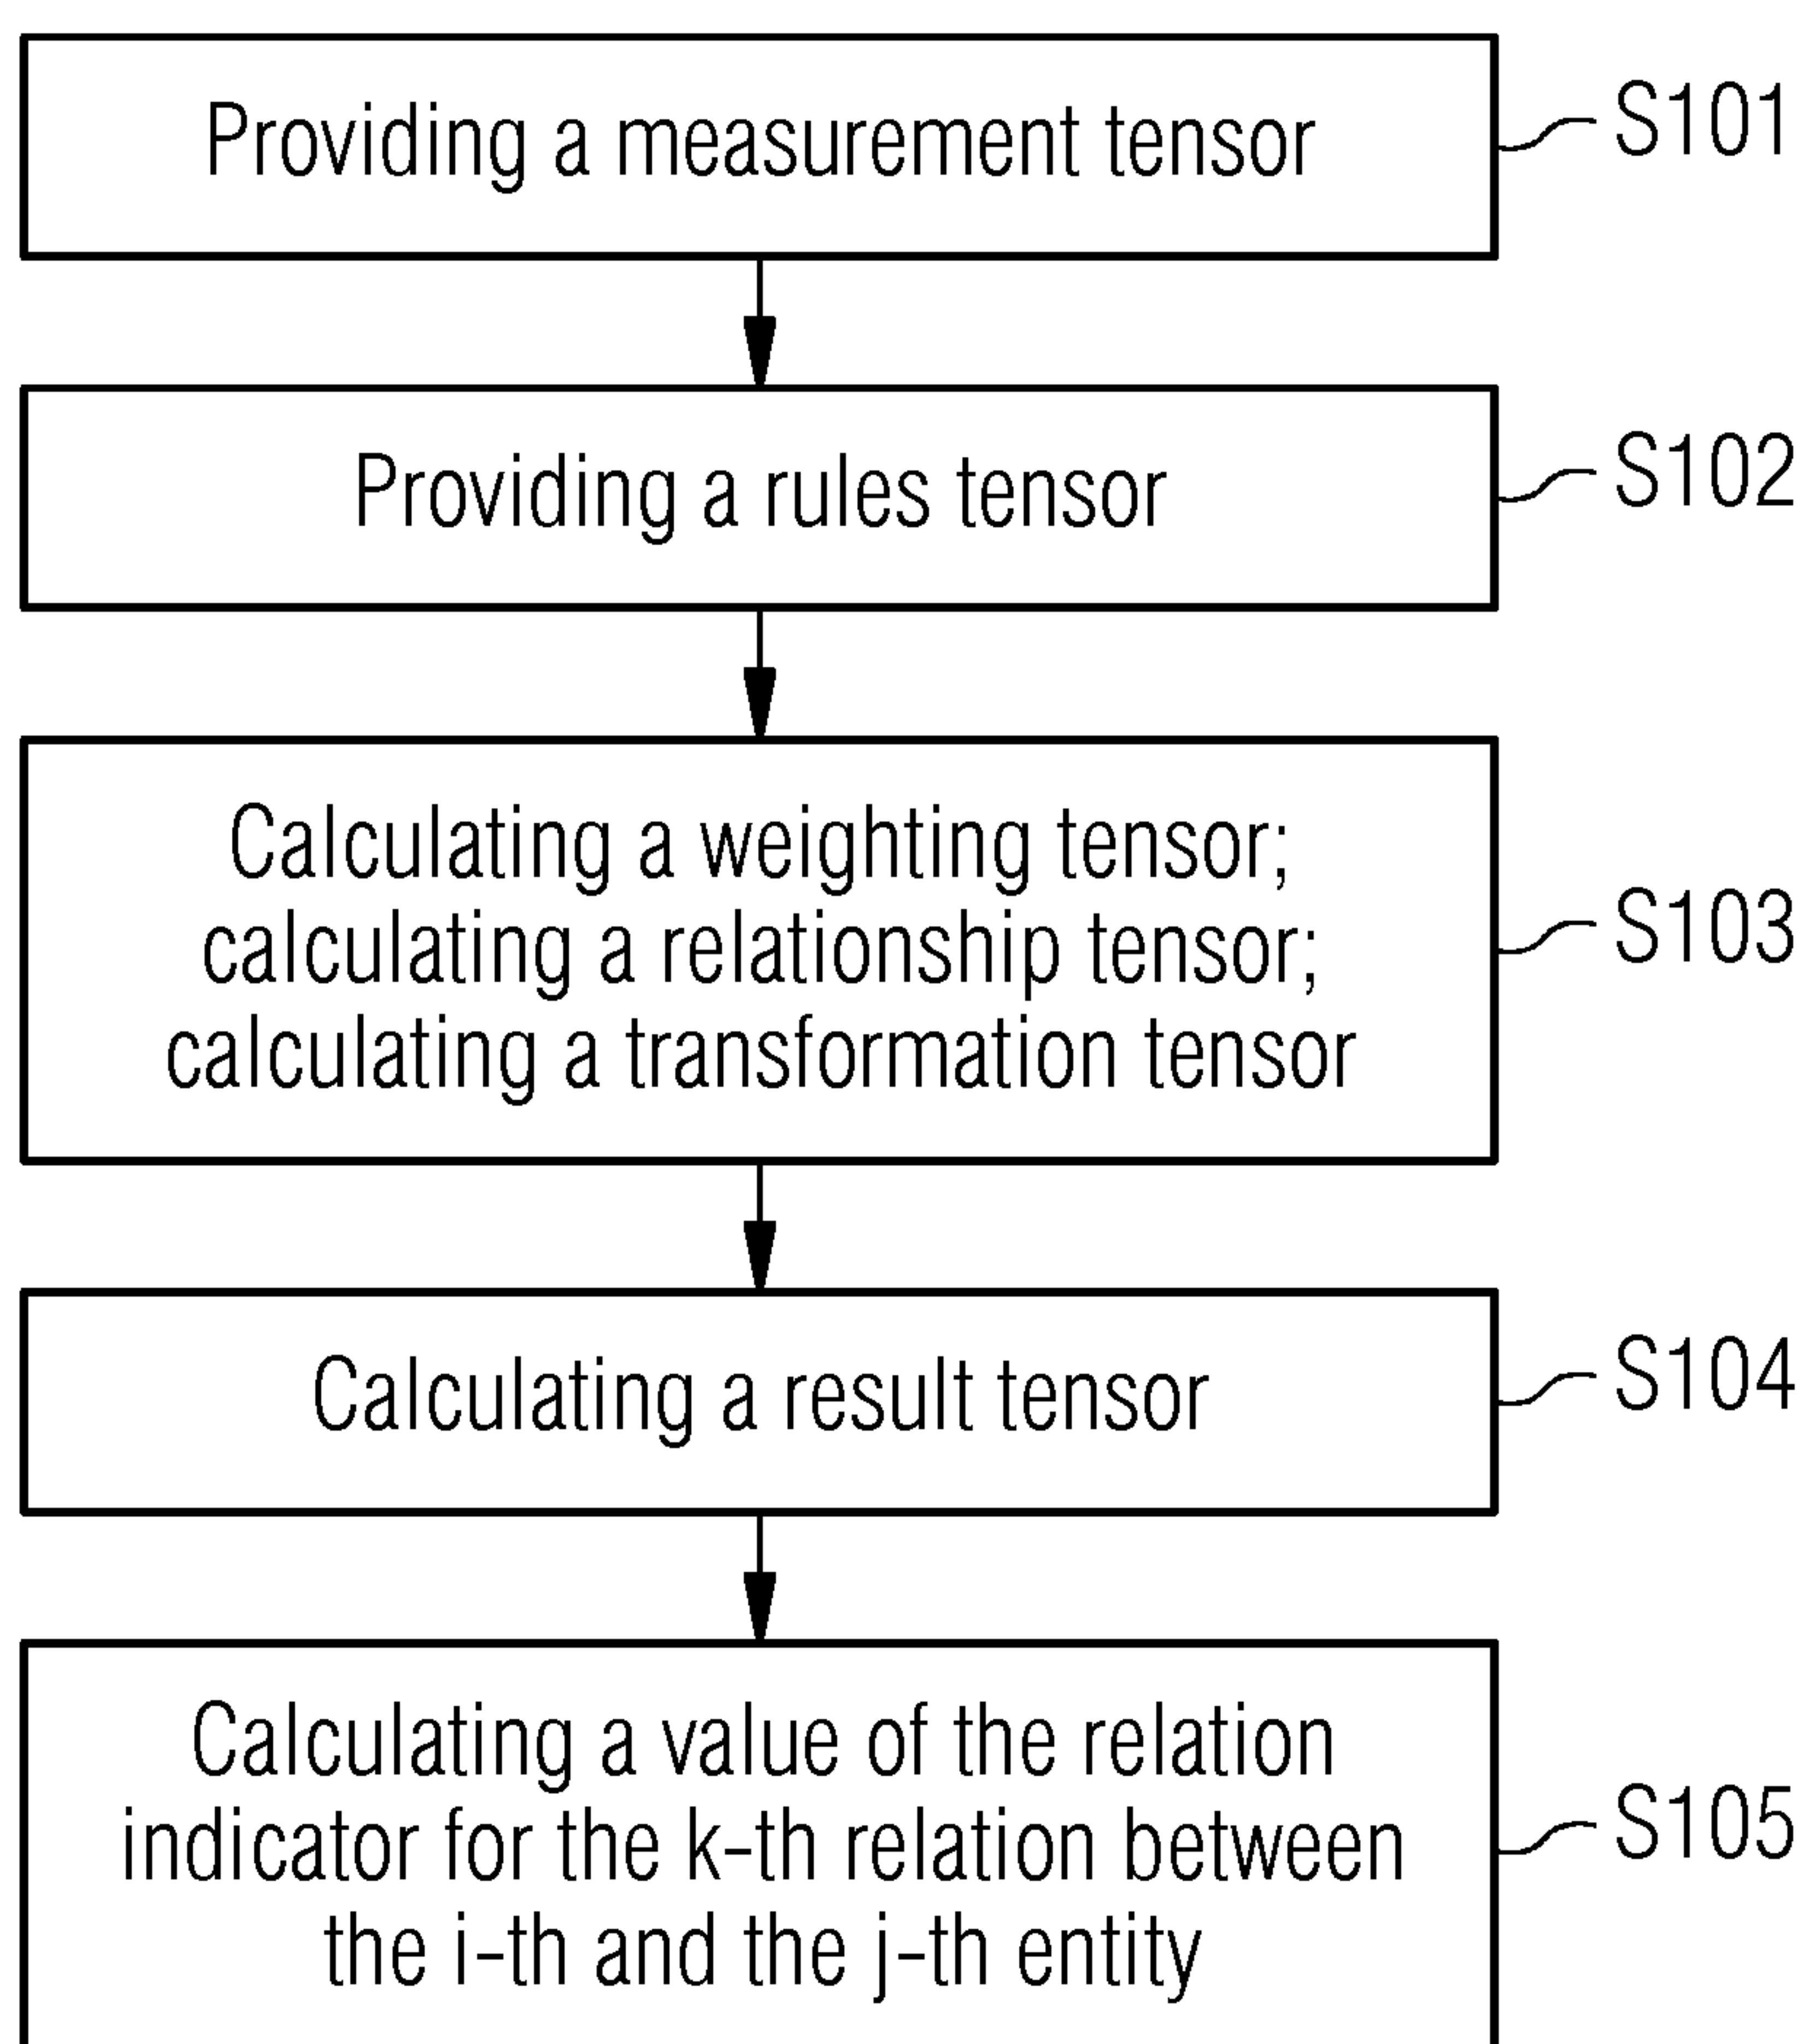 Providing a measurement tensor
S101
Providing a rules tensor
S102
Calculating a weighting tensor;
calculating a relationship tensor;
calculating a transformation tensor
S103
Calculating a result tensor
S104
Calculating a value of the relation
indicator for the k-th relation between
the i-th and the j-th entity
S105